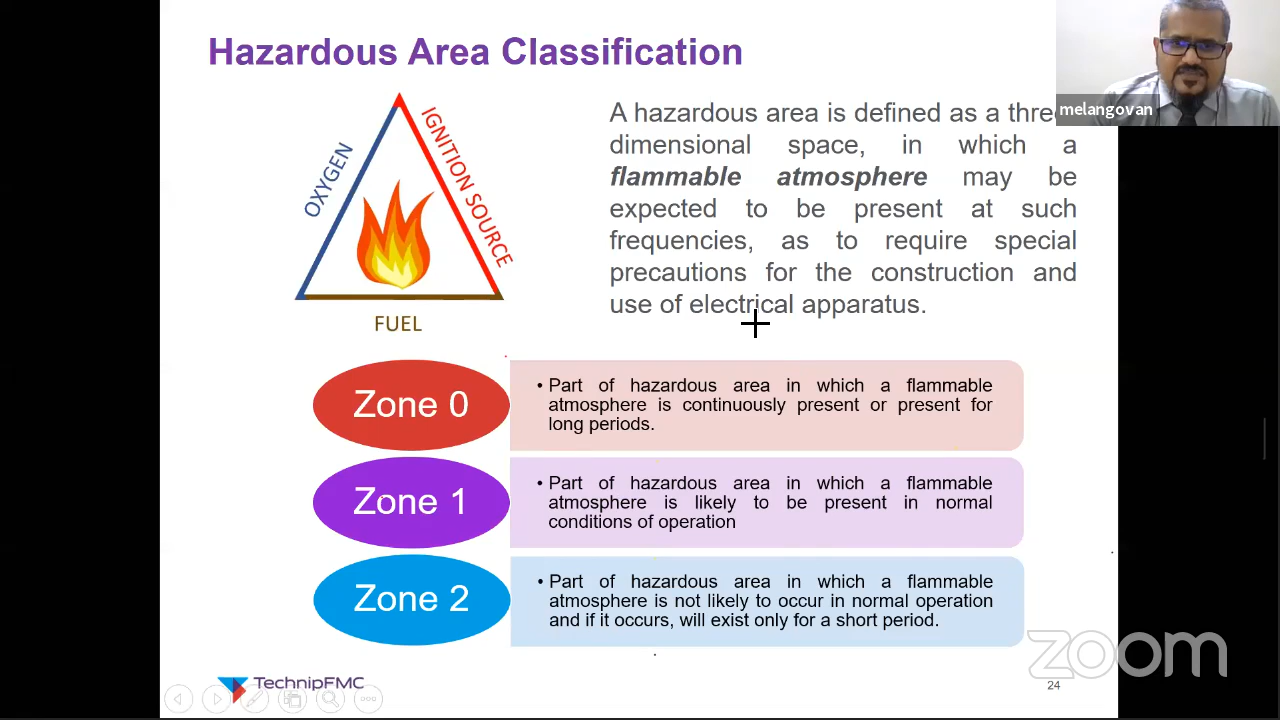 Hazardous Area Classification
melangovan
OXYGEN
IGNITION SOURCE
FUEL
A hazardous area is defined as a three
dimensional space, in which a
flammable atmosphere may be
expected to be present at such
frequencies, as to require special
precautions for the construction and
use of electrical apparatus.
Zone 0
• Part of hazardous area in which a flammable
atmosphere is continuously present or present for
long periods.
Zone 1
• Part of hazardous area in which a flammable
atmosphere is likely to be present in normal
conditions of operation
Zone 2
• Part of hazardous area in which a flammable
atmosphere is not likely to occur in normal operation
and if it occurs, will exist only for a short period.
zoom
TechnipFMC
24